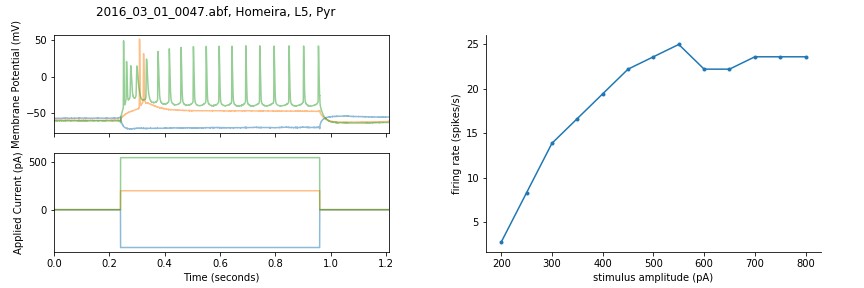 2016_03_01_0047.abf, Homeira, L5, Pyr
Membrane Potential (mV)
50
0
−50
Applied Current (pA)
500
0
0.0 0.2 0.4 0.6 0.8 1.0 1.2
Time (seconds)
firing rate (spikes/s)
25
20
15
10
5
200 300 400 500 600 700 800
stimulus amplitude (pA)